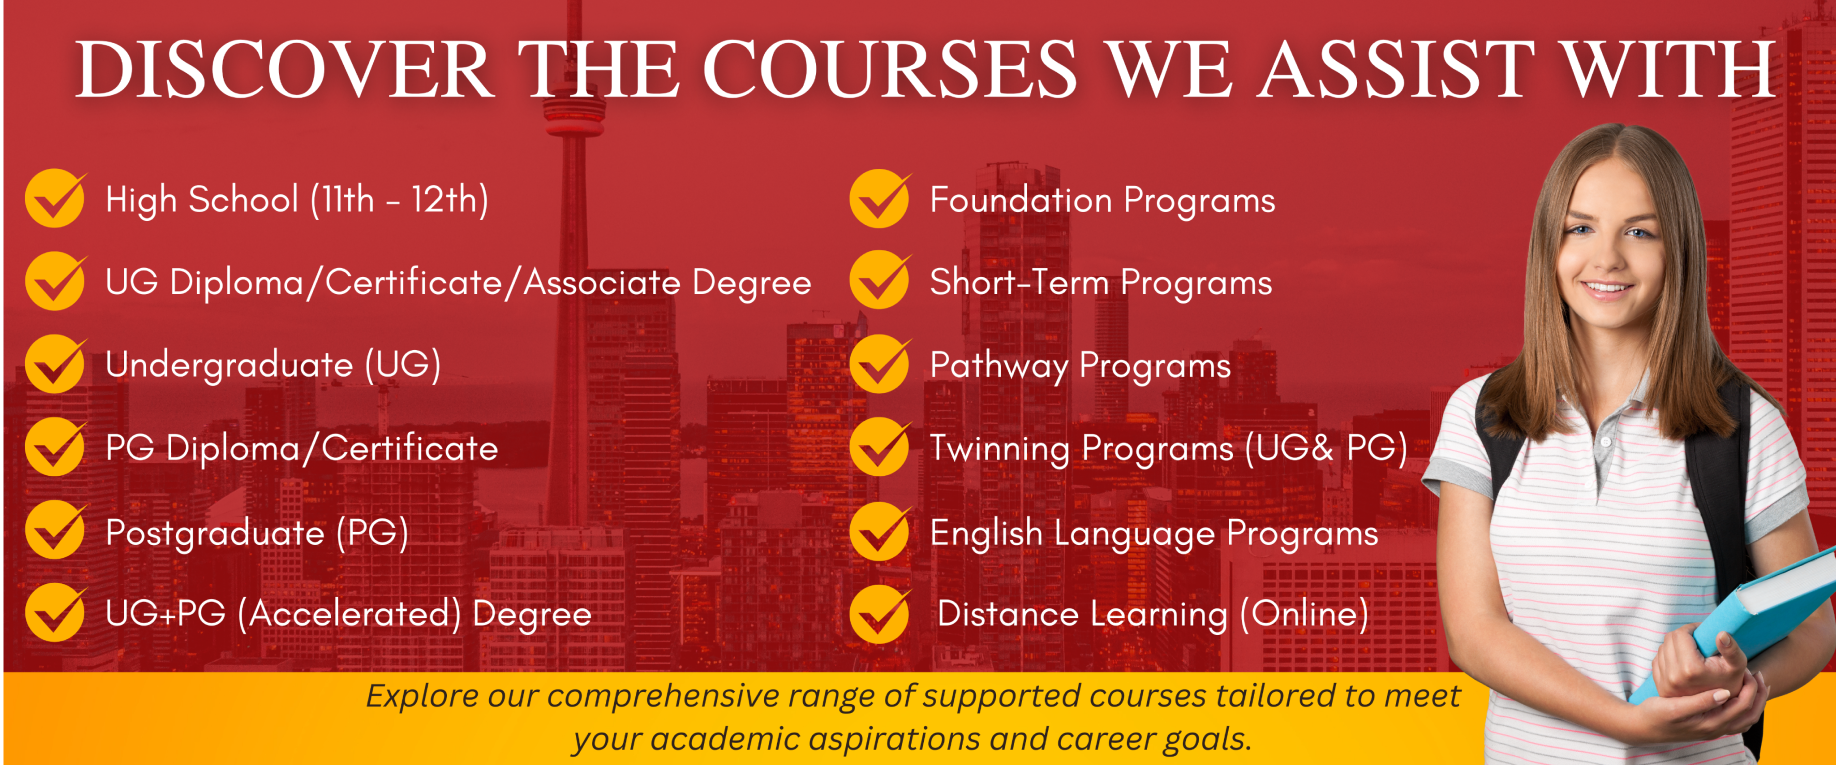 DISCOVER THE COURSES WE ASSIST WITH
High School (11th - 12th)
UG Diploma/Certificate/Associate Degree
Undergraduate (UG)
PG Diploma/Certificate
Postgraduate (PG)
UG+PG (Accelerated) Degree
Foundation Programs
Short-Term Programs
Pathway Programs
Twinning Programs (UG& PG)
English Language Programs
Distance Learning (Online)
Explore our comprehensive range of supported courses tailored to meet
your academic aspirations and career goals.